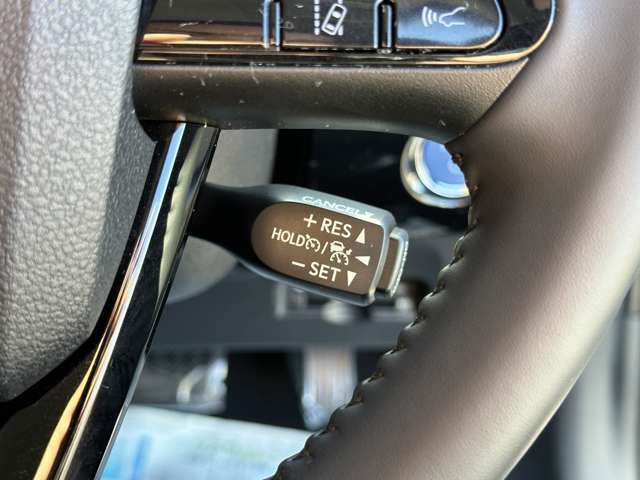 CANCEL
+ RES ▲
HOLD / ◀
− SET ▼